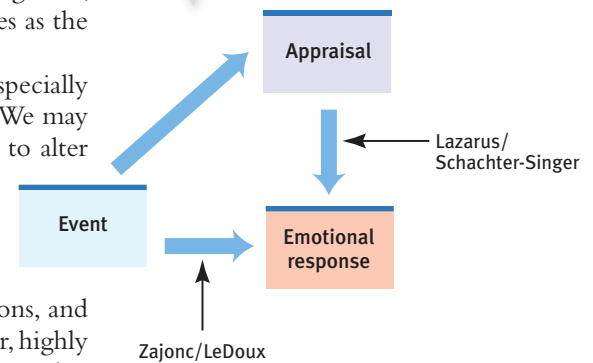 es as the
specially
We may
to alter
ons, and
r, highly
Appraisal
Lazarus/
Schachter-Singer
Event
Emotional
response
Zajonc/LeDoux